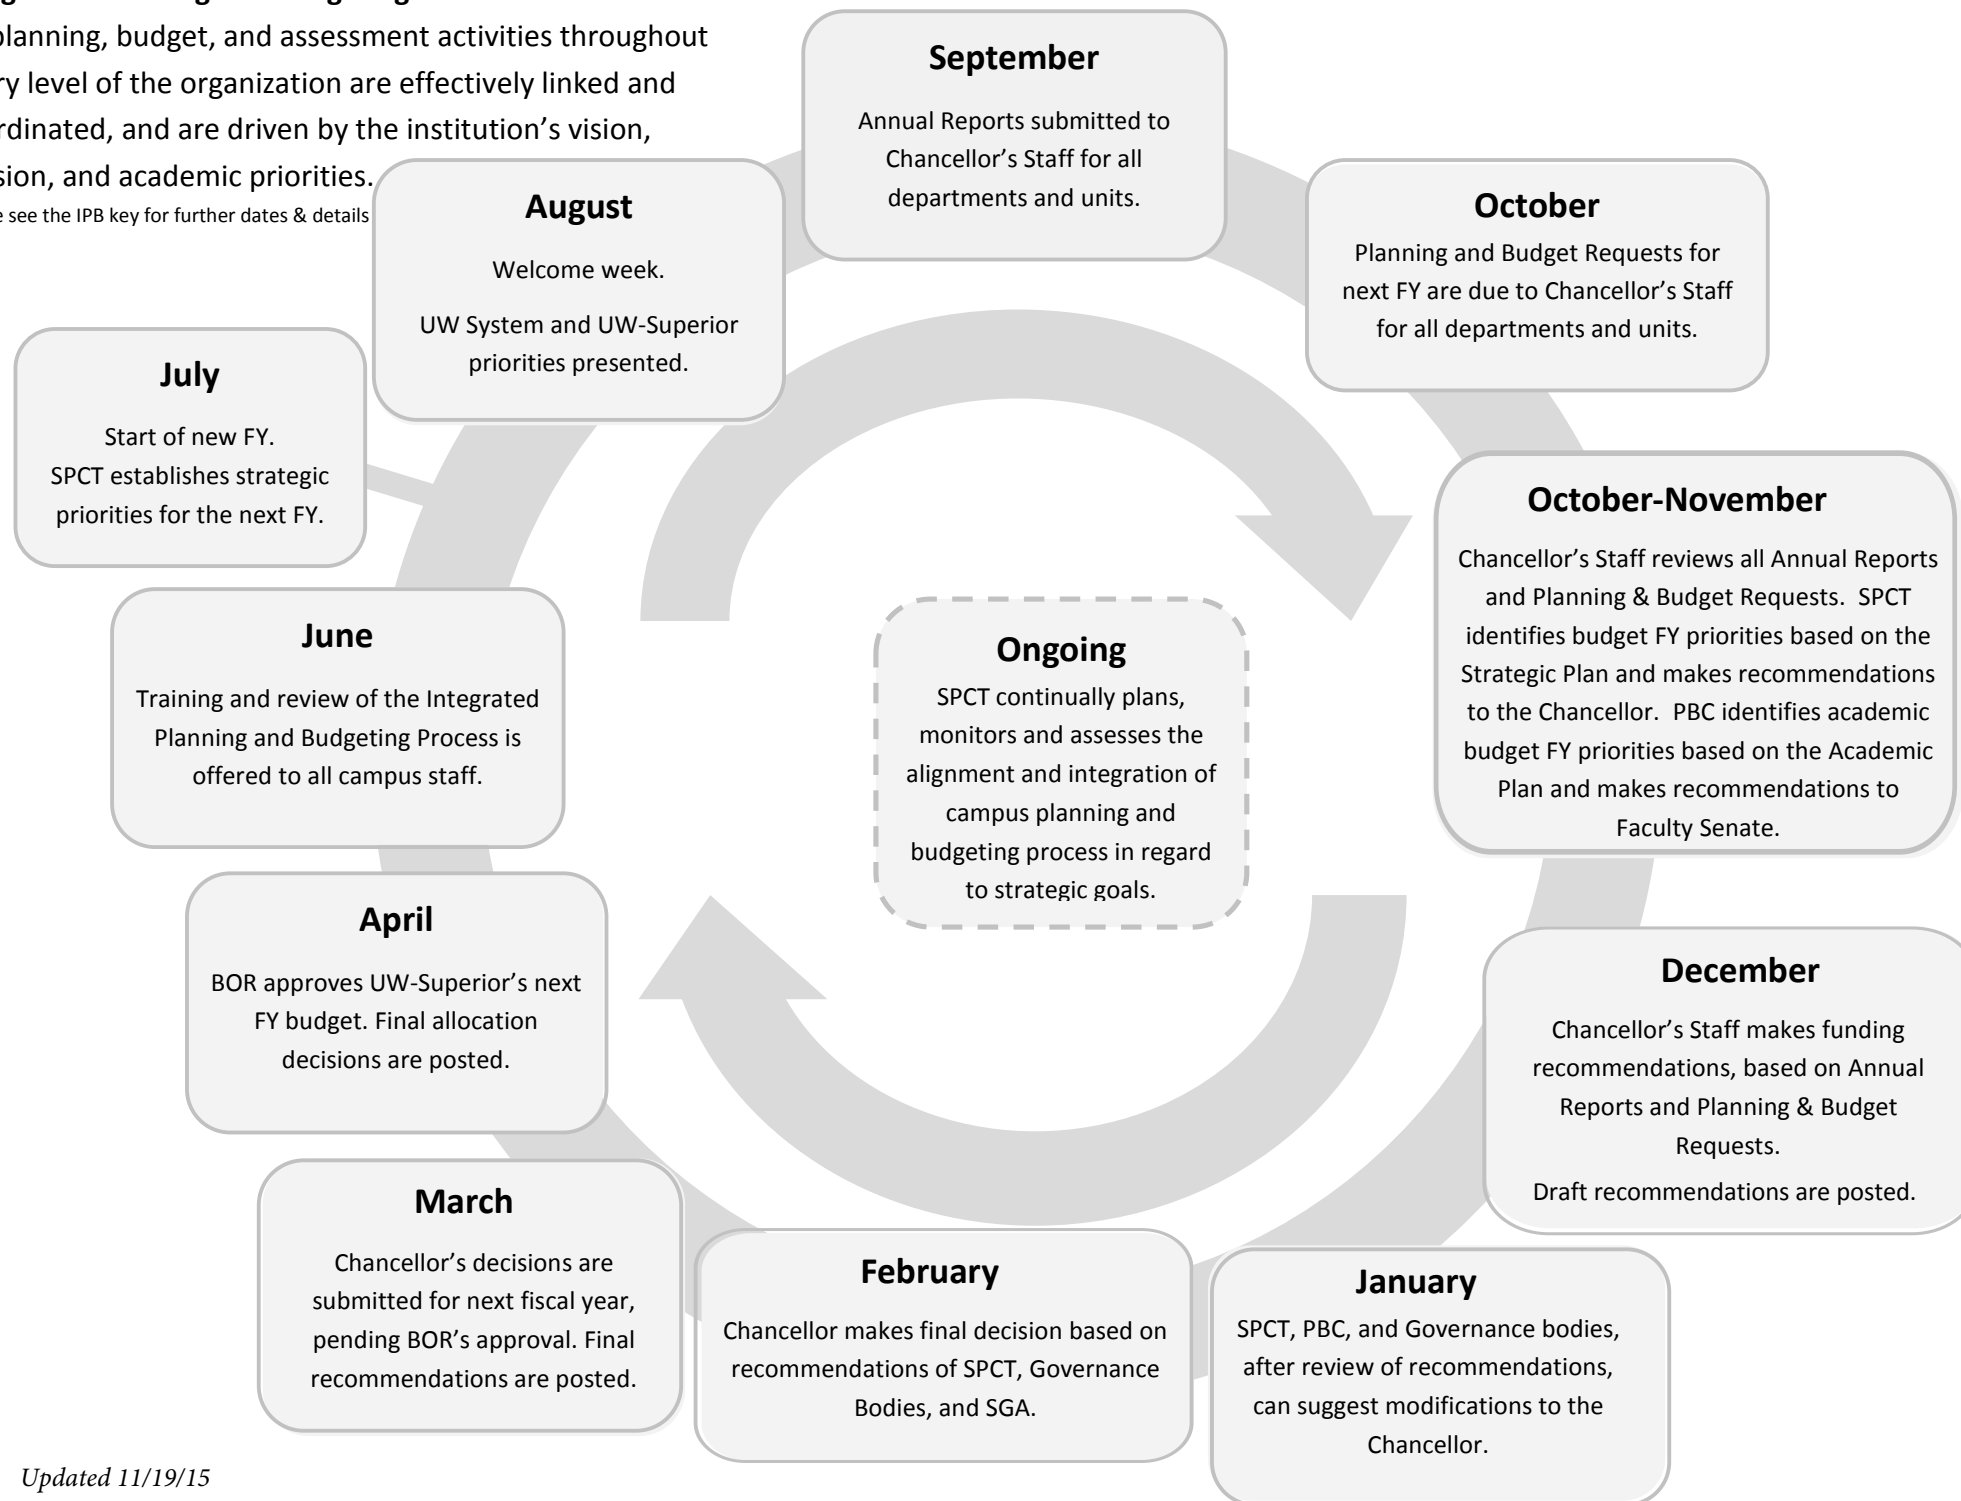 planning, budget, and assessment activities throughout
ry level of the organization are effectively linked and
rdinated, and are driven by the institution’s vision,
sion, and academic priorities.
e see the IPB key for further dates & details
September
Annual Reports submitted to
Chancellor’s Staff for all
departments and units.
October
Planning and Budget Requests for
next FY are due to Chancellor’s Staff
for all departments and units.
October-November
Chancellor’s Staff reviews all Annual Reports
and Planning & Budget Requests.  SPCT
identifies budget FY priorities based on the
Strategic Plan and makes recommendations
to the Chancellor.  PBC identifies academic
budget FY priorities based on the Academic
Plan and makes recommendations to
Faculty Senate.
December
Chancellor’s Staff makes funding
recommendations, based on Annual
Reports and Planning & Budget
Requests.
Draft recommendations are posted.
January
SPCT, PBC, and Governance bodies,
after review of recommendations,
can suggest modifications to the
Chancellor.
February
Chancellor makes final decision based on
recommendations of SPCT, Governance
Bodies, and SGA.
March
Chancellor’s decisions are
submitted for next fiscal year,
pending BOR’s approval. Final
recommendations are posted.
April
BOR approves UW-Superior’s next
FY budget. Final allocation
decisions are posted.
June
Training and review of the Integrated
Planning and Budgeting Process is
offered to all campus staff.
July
Start of new FY.
SPCT establishes strategic
priorities for the next FY.
August
Welcome week.
UW System and UW-Superior
priorities presented.
Ongoing
SPCT continually plans,
monitors and assesses the
alignment and integration of
campus planning and
budgeting process in regard
to strategic goals.
Updated 11/19/15